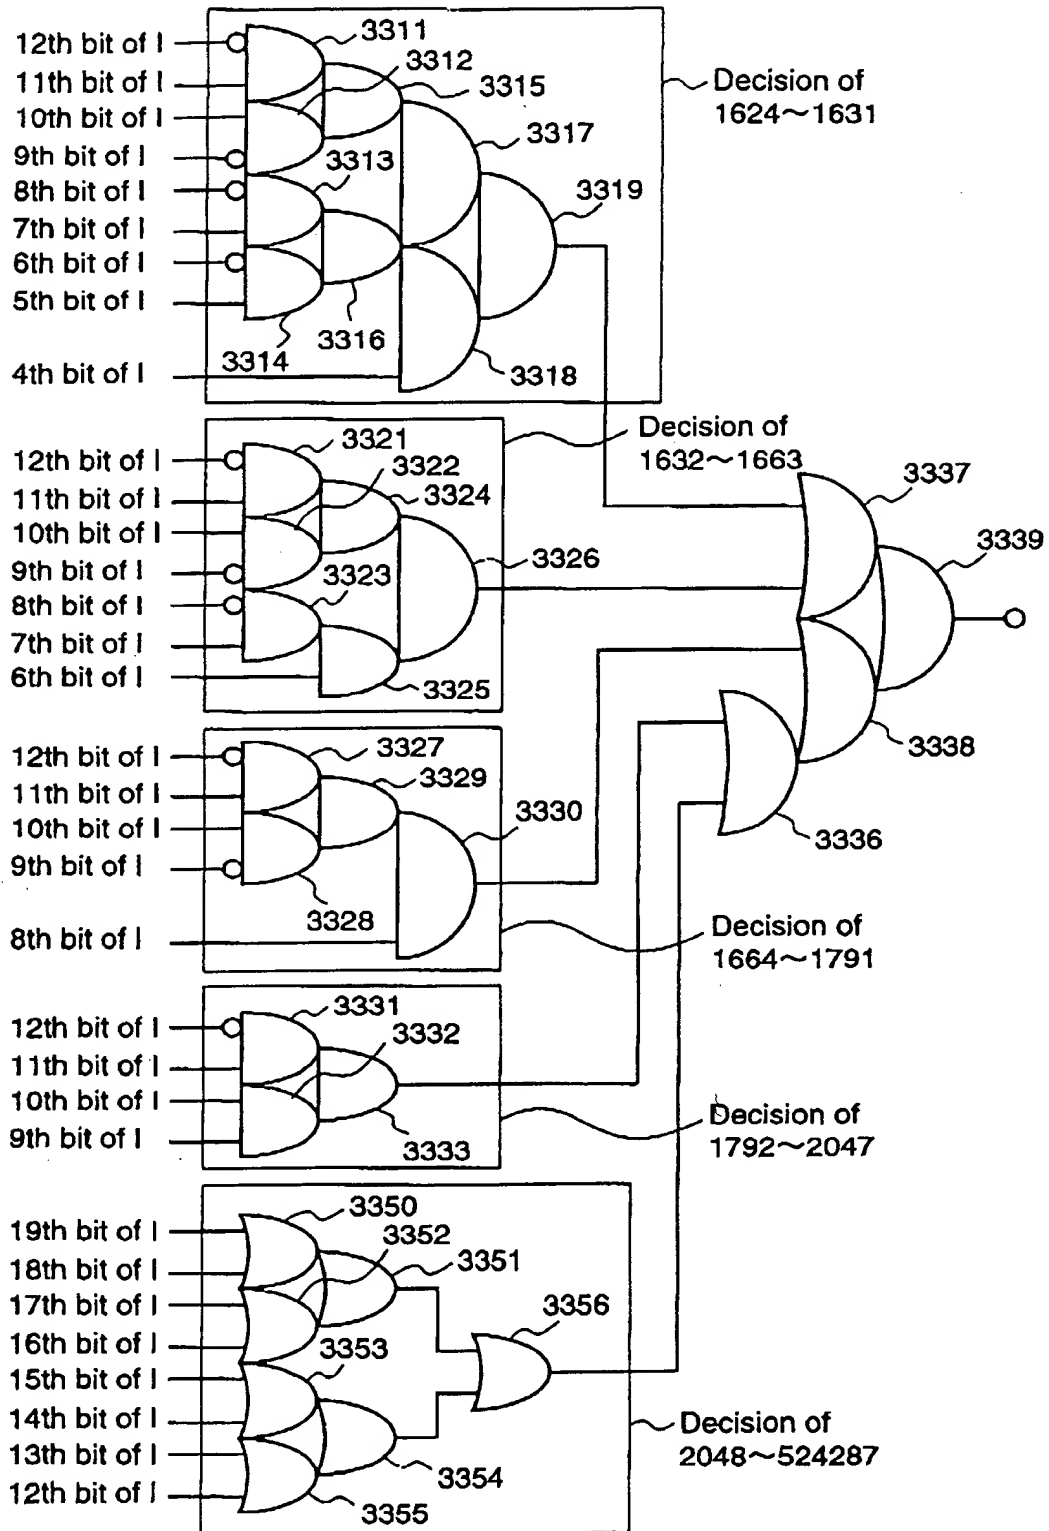 12th bit of I
11th bit of I
10th bit of I
9th bit of I
8th bit of I
7th bit of I
6th bit of I
5th bit of I
4th bit of I
3311
3312
3315
3317
3313
3319
3316
3314
3318
Decision of
1624~1631
12th bit of I
11th bit of I
10th bit of I
9th bit of I
8th bit of I
7th bit of I
6th bit of I
3321
3322
3324
3326
3323
3325
Decision of
1632~1663
3337
3339
3338
3336
12th bit of I
11th bit of I
10th bit of I
9th bit of I
8th bit of I
3327
3329
3330
3328
Decision of
1664~1791
12th bit of I
11th bit of I
10th bit of I
9th bit of I
3331
3332
3333
Decision of
1792~2047
19th bit of I
18th bit of I
17th bit of I
16th bit of I
15th bit of I
14th bit of I
13th bit of I
12th bit of I
3350
3352
3351
3356
3353
3354
3355
Decision of
2048~524287